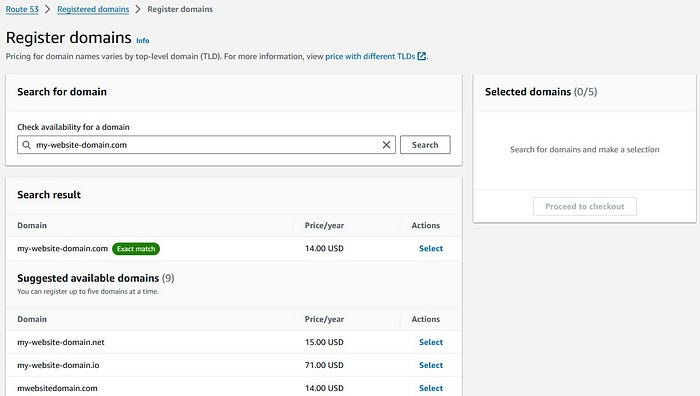 Route 53 > Registered domains > Register domains
Register domains Info
Pricing for domain names varies by top-level domain (TLD). For more information, view price with different TLDs.
Search for domain
Check availability for a domain
my-website-domain.com
Search
Search result
Domain Price/year Actions
my-website-domain.com Exact match 14.00 USD Select
Suggested available domains (9)
You can register up to five domains at a time.
Domain Price/year Actions
my-website-domain.net 15.00 USD Select
my-website-domain.io 71.00 USD Select
mwebsitedomain.com 14.00 USD Select
Selected domains (0/5)
Search for domains and make a selection
Proceed to checkout